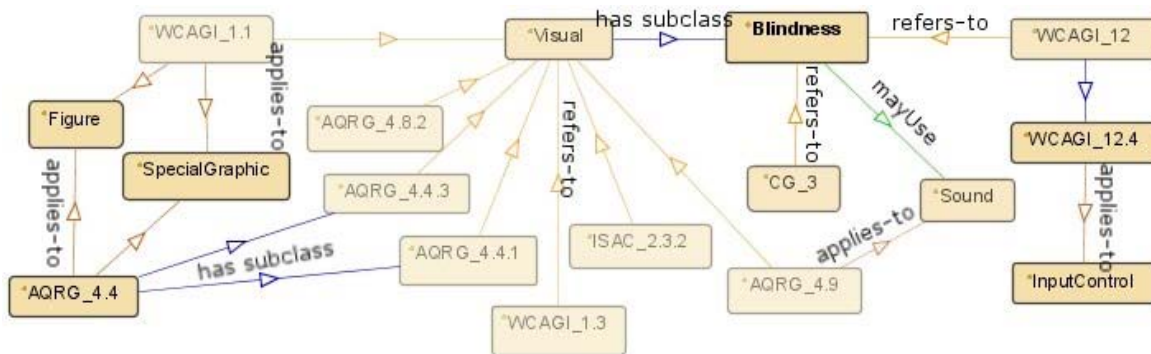 WCAGI_1.1
applies-to
Visual
has subclass
Blindness
refers-to
WCAGI_12
Figure
AQRG_4.8.2
refers-to
refers-to
mayUse
WCAGI_12.4
SpecialGraphic
applies-to
AQRG_4.4.3
CG_3
Sound
applies-to
AQRG_4.4
has subclass
AQRG_4.4.1
ISAC_2.3.2
applies-to
AQRG_4.9
InputControl
WCAGI_1.3